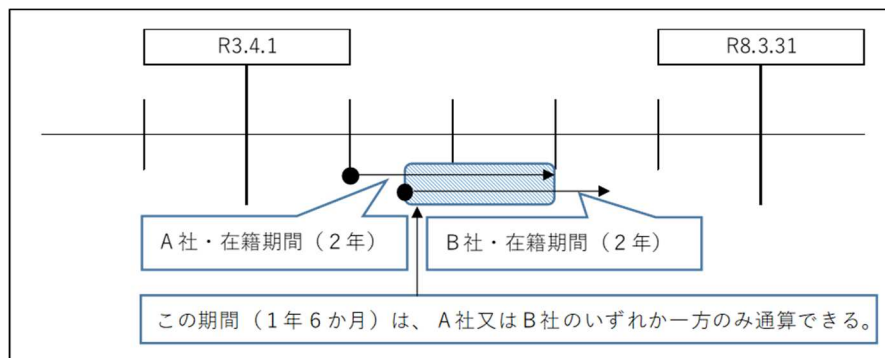 R3.4.1
R8.3.31
A社・在籍期間（２年）
B社・在籍期間（２年）
この期間（１年６か月）は、A社又はB社のいずれか一方のみ通算できる。